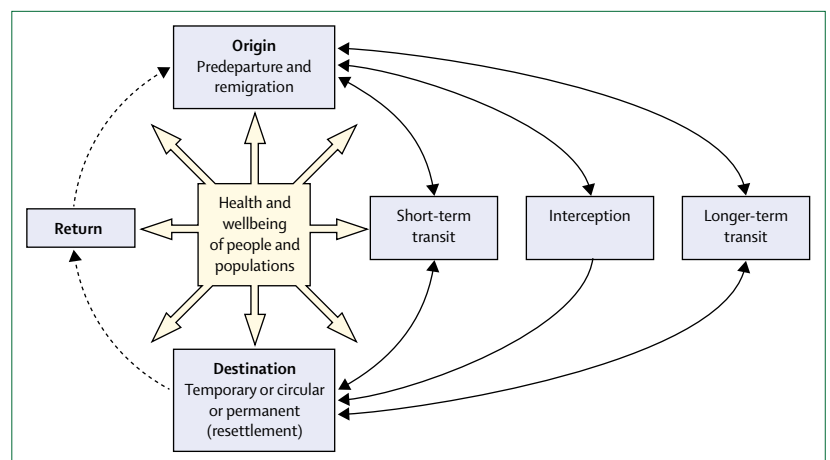 Origin
Predeparture and
remigration
Return
Health and
wellbeing
of people and
populations
Short-term
transit
Interception
Longer-term
transit
Destination
Temporary or circular
or permanent
(resettlement)